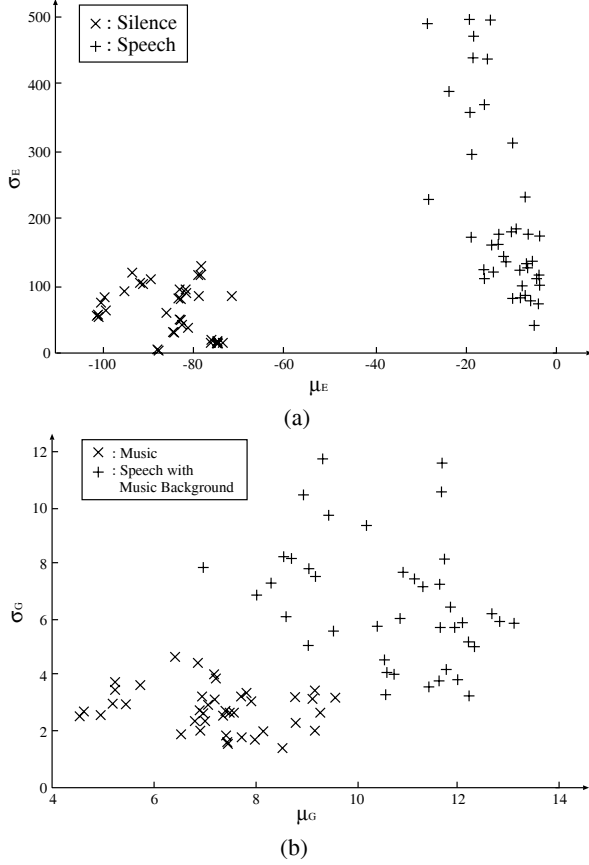 500
× : Silence
+ : Speech
400
300
σE
200
100
0
-100 -80 -60 -40 -20 0
μE
(a)
12
× : Music
+ : Speech with
Music Background
10
8
σG
6
4
2
0
4 6 8 10 12 14
μG
(b)